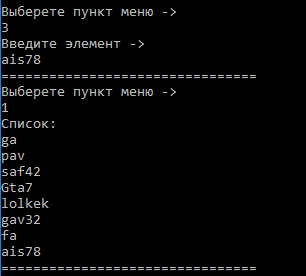 Выберете пункт меню ->
3
Введите элемент ->
ais78
================================
Выберете пункт меню ->
1
Список:
ga
pav
saf42
Gta7
lolkek
gav32
fa
ais78
================================